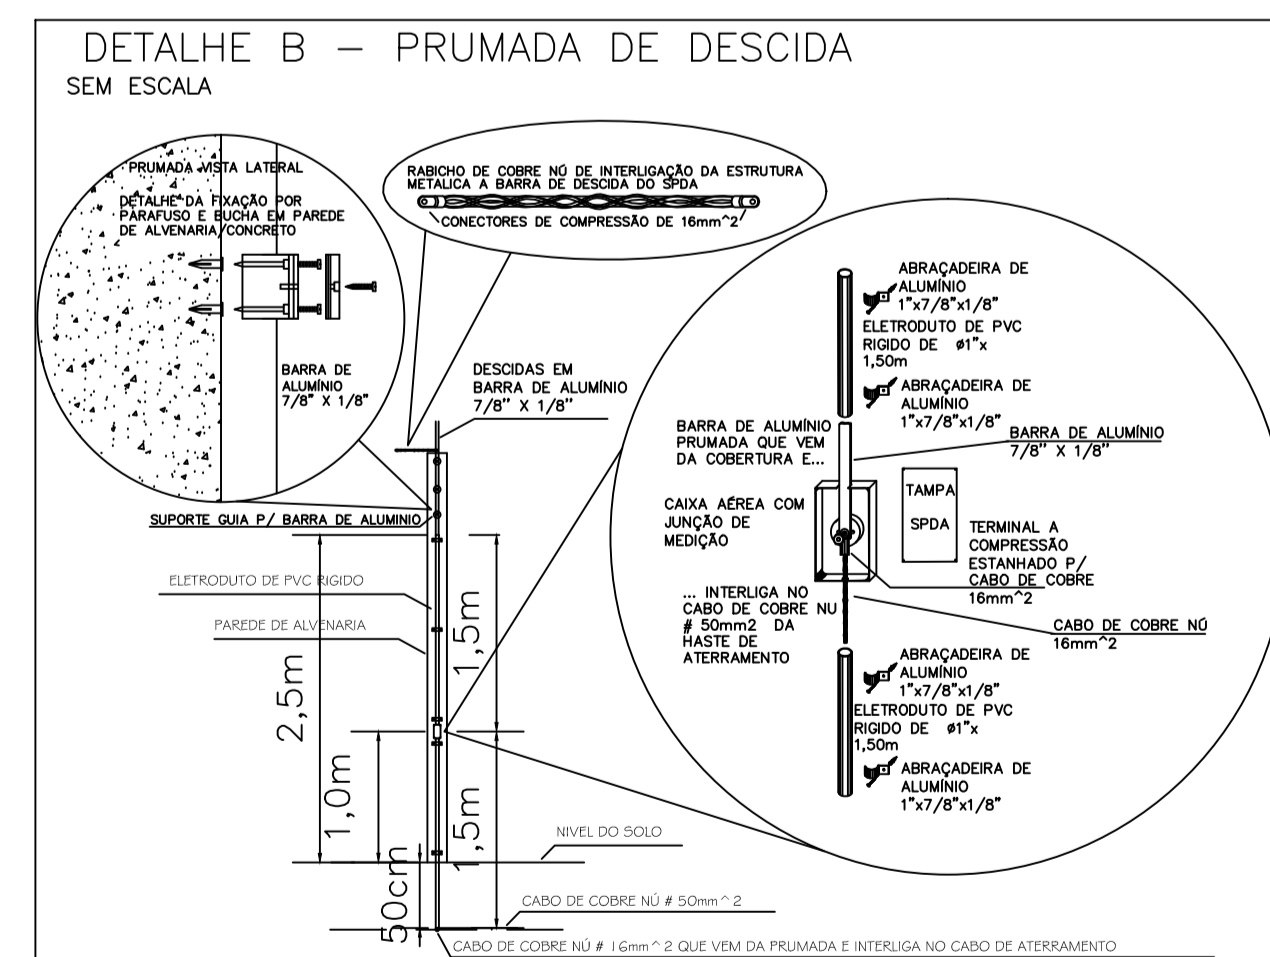 DETALHE B – PRUMADA DE DESCIDA
SEM ESCALA
PRUMADA VISTA LATERAL
DETALHE DA FIXAÇÃO POR
PARAFUSO E BUCHA EM PAREDE
DE ALVENARIA/CONCRETO
BARRA DE
ALUMÍNIO
7/8" X 1/8"
RABICHO DE COBRE NÚ DE INTERLIGAÇÃO DA ESTRUTURA
METALICA A BARRA DE DESCIDA DO SPDA
CONECTORES DE COMPRESSÃO DE 16mm^2
DESCIDAS EM
BARRA DE ALUMÍNIO
7/8" X 1/8"
SUPORTE GUIA P/ BARRA DE ALUMINIO
ELETRODUTO DE PVC RIGIDO
PAREDE DE ALVENARIA
2,5m
1,0m
50cm
1,5m
1,5m
NIVEL DO SOLO
CABO DE COBRE NÚ # 50mm^2
CABO DE COBRE NÚ # 16mm^2 QUE VEM DA PRUMADA E INTERLIGA NO CABO DE ATERRAMENTO
ABRAÇADEIRA DE
ALUMÍNIO
1"x7/8"x1/8"
ELETRODUTO DE PVC
RIGIDO DE ø1"x
1,50m
ABRAÇADEIRA DE
ALUMÍNIO
1"x7/8"x1/8"
BARRA DE ALUMÍNIO
PRUMADA QUE VEM
DA COBERTURA E...
BARRA DE ALUMÍNIO
7/8" X 1/8"
CAIXA AÉREA COM
JUNÇÃO DE
MEDIÇÃO
TAMPA
SPDA
TERMINAL A
COMPRESSÃO
ESTANHADO P/
CABO DE COBRE
16mm^2
... INTERLIGA NO
CABO DE COBRE NU
# 50mm2 DA
HASTE DE
ATERRAMENTO
CABO DE COBRE NÚ
16mm^2
ABRAÇADEIRA DE
ALUMÍNIO
1"x7/8"x1/8"
ELETRODUTO DE PVC
RIGIDO DE ø1"x
1,50m
ABRAÇADEIRA DE
ALUMÍNIO
1"x7/8"x1/8"